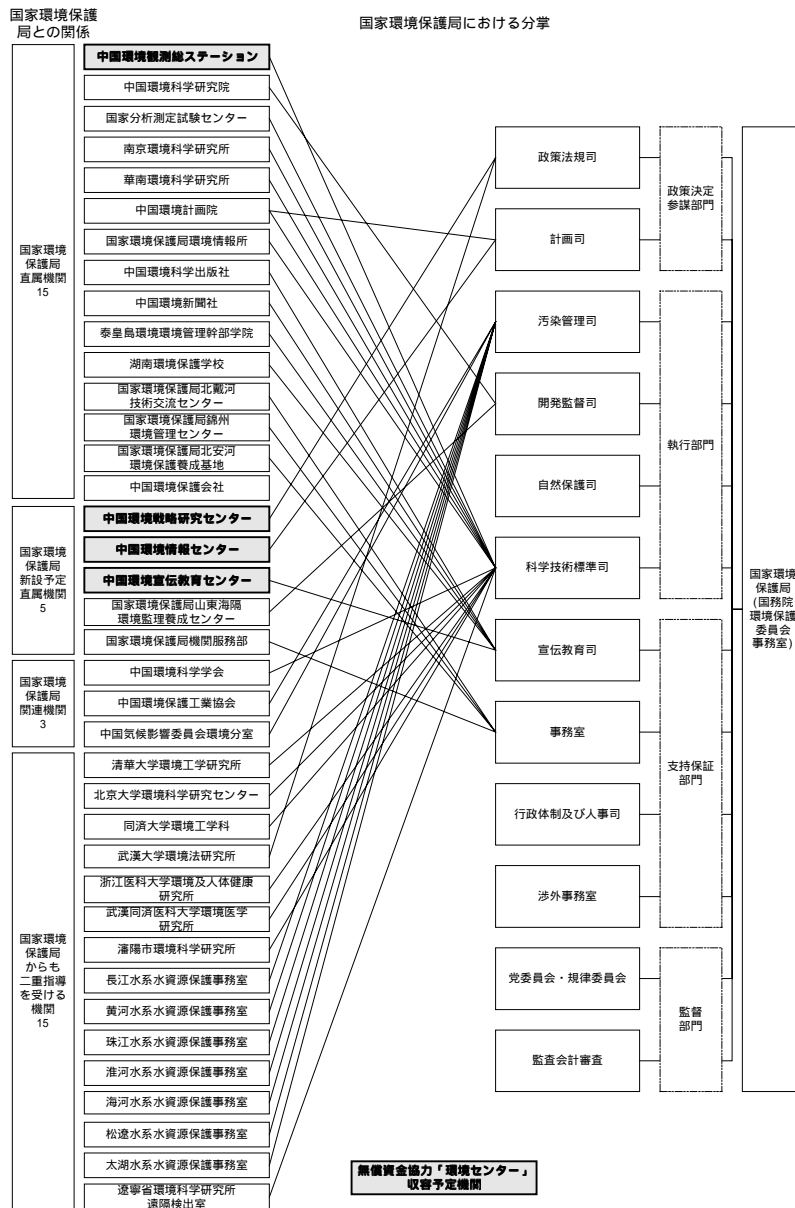 国家環境保護
局との関係
国家環境保護局における分掌
国家環境
保護局
直属機関
15
中国環境観測総ステーション
中国環境科学研究院
国家分析測定試験センター
南京環境科学研究所
華南環境科学研究所
中国環境計画院
国家環境保護局環境情報所
中国環境科学出版社
中国環境新聞社
泰皇島環境環境管理幹部学院
湖南環境保護学校
国家環境保護局北戴河
技術交流センター
国家環境保護局錦州
環境管理センター
国家環境保護局北安河
環境保護養成基地
中国環境保護会社
国家環境
保護局
新設予定
直属機関
5
中国環境戦略研究センター
中国環境情報センター
中国環境宣伝教育センター
国家環境保護局山東海陽
環境監理養成センター
国家環境保護局機関服務部
国家環境
保護局
関連機関
3
中国環境科学学会
中国環境保護工業協会
中国気候影響委員会環境分室
国家環境
保護局
からも
二重指導
を受ける
機関
15
清華大学環境工学研究所
北京大学環境科学研究センター
同済大学環境工学科
武漢大学環境法研究所
浙江医科大学環境及人体健康
研究所
武漢同済医科大学環境医学
研究所
瀋陽市環境科学研究所
長江水系水資源保護事務室
黄河水系水資源保護事務室
珠江水系水資源保護事務室
淮河水系水資源保護事務室
海河水系水資源保護事務室
松遼水系水資源保護事務室
太湖水系水資源保護事務室
遼寧省環境科学研究所
遠隔検出室
政策法規司
計画司
汚染管理司
開発監督司
自然保護司
科学技術標準司
宣伝教育司
事務室
行政体制及び人事司
渉外事務室
党委員会・規律委員会
監査会計審査
政策決定
参謀部門
執行部門
支持保証
部門
監督
部門
国家環境
保護局
(国務院
環境保護
委員会
事務室)
無償資金協力「環境センター」
収容予定機関